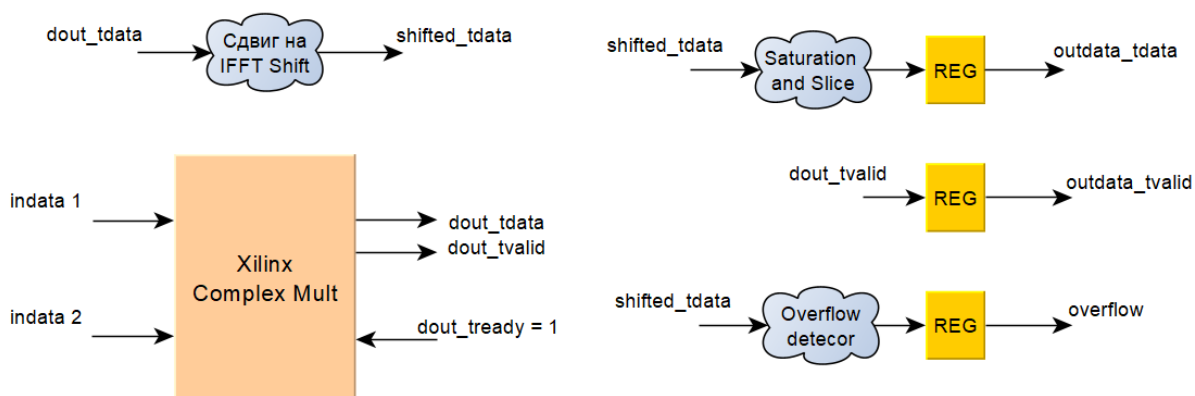 dout_tdata
Сдвиг на
IFFT Shift
shifted_tdata
indata 1
indata 2
Xilinx
Complex Mult
dout_tdata
dout_tvalid
dout_tready = 1
shifted_tdata
Saturation
and Slice
REG
outdata_tdata
dout_tvalid
REG
outdata_tvalid
shifted_tdata
Overflow
detecor
REG
overflow